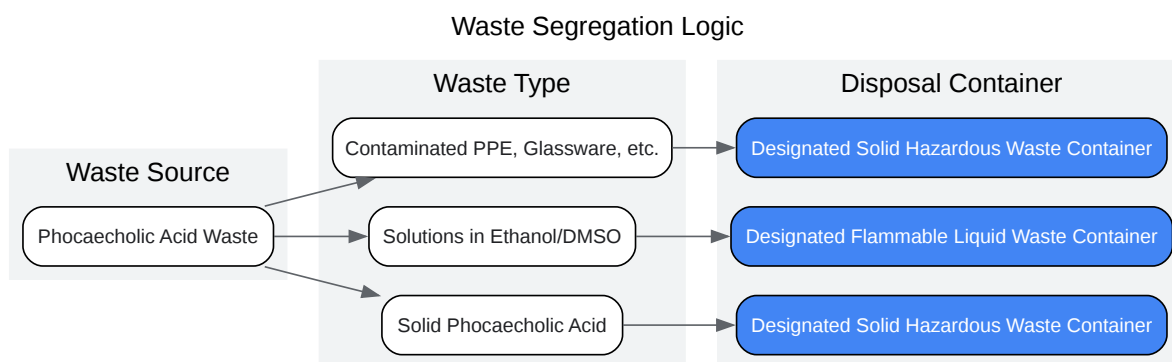 Waste Segregation Logic
Waste Type
Disposal Container
Waste Source
Contaminated PPE, Glassware, etc.
Designated Solid Hazardous Waste Container
Phocaecholic Acid Waste
Solutions in Ethanol/DMSO
Designated Flammable Liquid Waste Container
Solid Phocaecholic Acid
Designated Solid Hazardous Waste Container